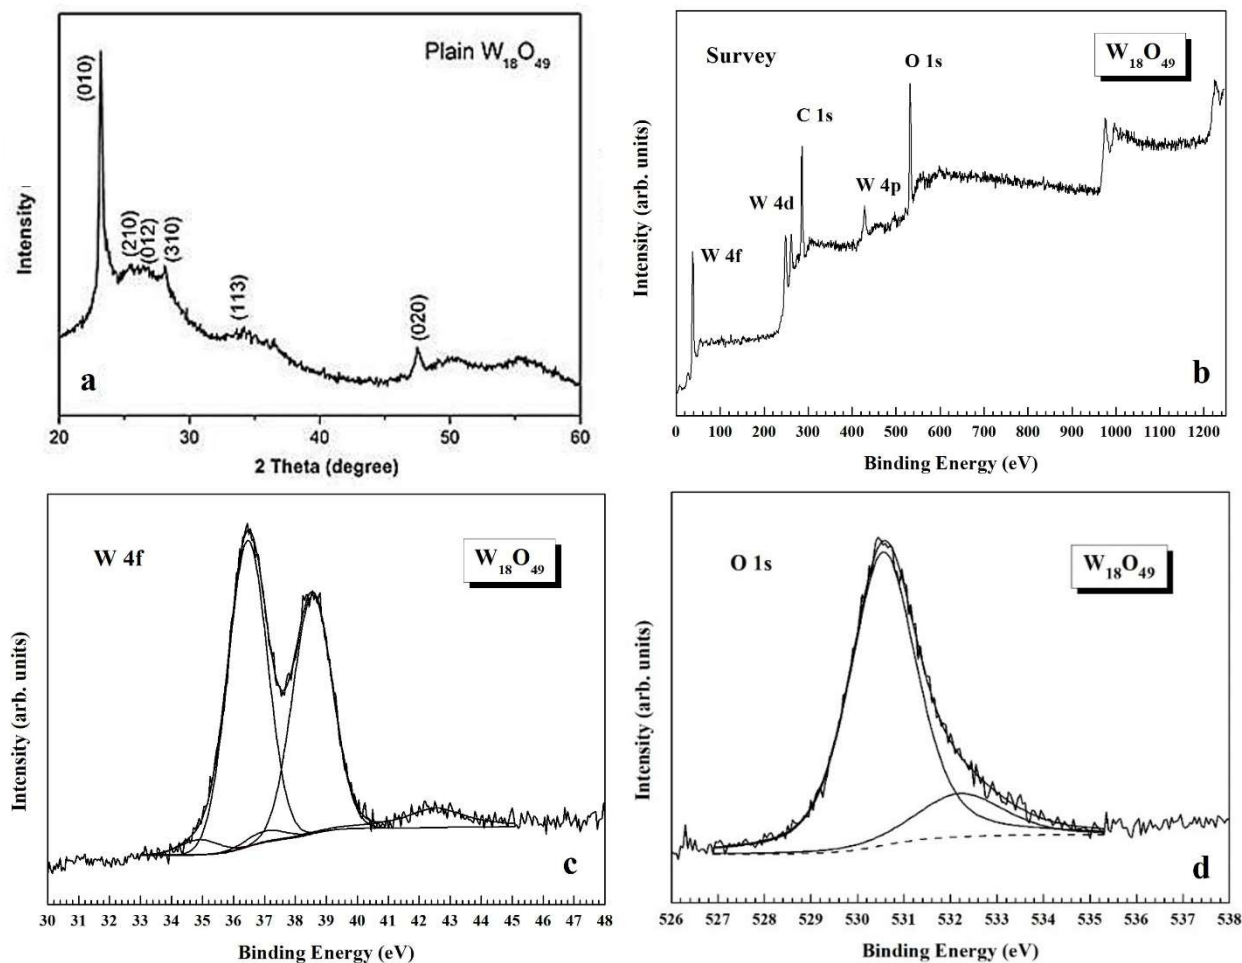 Plain W₁₈O₄₉
(010)
(210)
(012)
(310)
(113)
(020)
Intensity
a
20 30 40 50 60
2 Theta (degree)
Survey
W₁₈O₄₉
O 1s
C 1s
W 4d
W 4p
W 4f
Intensity (arb. units)
b
0 100 200 300 400 500 600 700 800 900 1000 1100 1200
Binding Energy (eV)
W 4f
W₁₈O₄₉
Intensity (arb. units)
c
30 31 32 33 34 35 36 37 38 39 40 41 42 43 44 45 46 47 48
Binding Energy (eV)
O 1s
W₁₈O₄₉
Intensity (arb. units)
d
526 527 528 529 530 531 532 533 534 535 536 537 538
Binding Energy (eV)